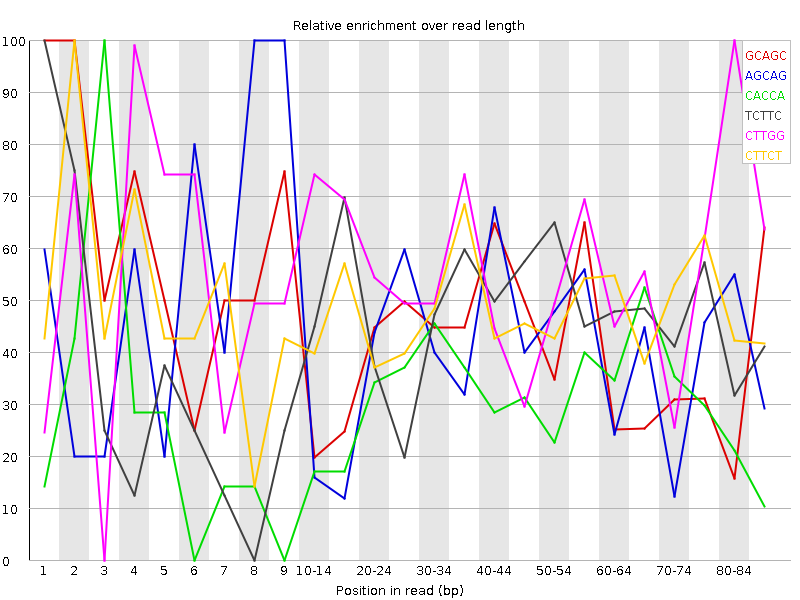 Relative enrichment over read length
100
90
80
70
60
50
40
30
20
10
0
GCAGC
AGCAG
CACCA
TCTTC
CTTGG
CTTCT
1 2 3 4 5 6 7 8 9 10-14 20-24 30-34 40-44 50-54 60-64 70-74 80-84
Position in read (bp)